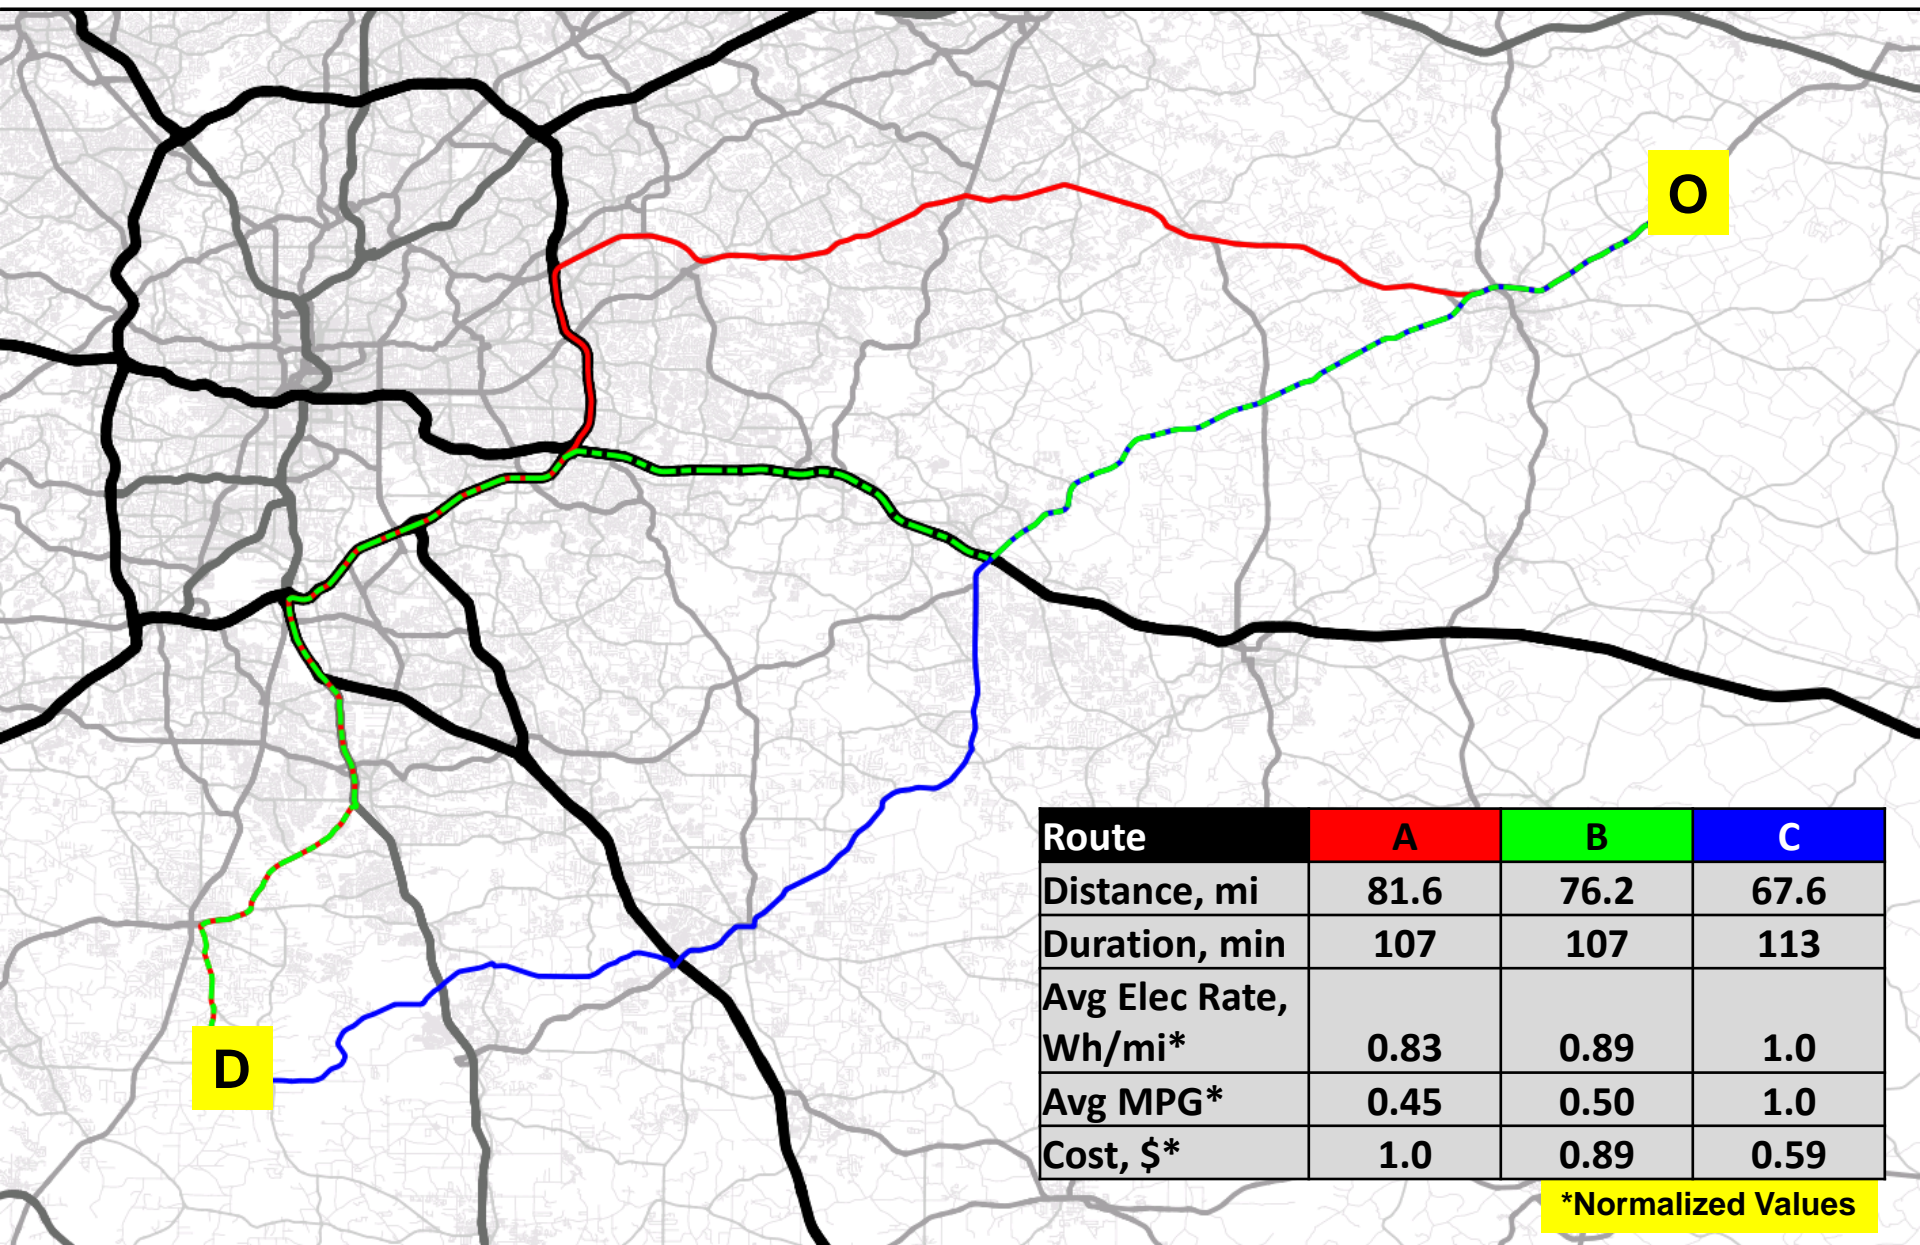 O
D
Route A B C
Distance, mi 81.6 76.2 67.6
Duration, min 107 107 113
Avg Elec Rate,
Wh/mi* 0.83 0.89 1.0
Avg MPG* 0.45 0.50 1.0
Cost, $* 1.0 0.89 0.59
*Normalized Values